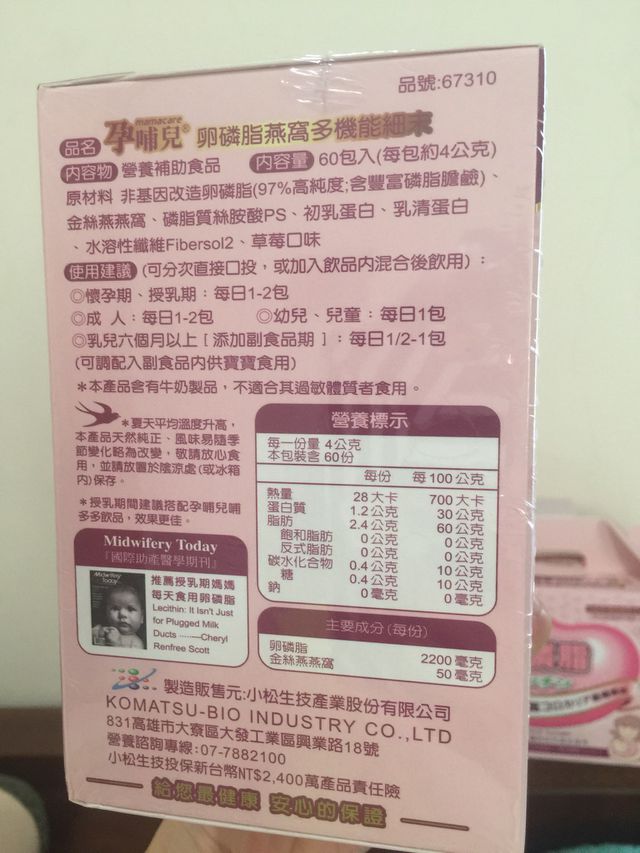 品號:67310
mamacare
品名 孕哺兒® 卵磷脂燕窩多機能細末
內容物 營養補助食品 內容量 60包入(每包約4公克)
原材料 非基因改造卵磷脂(97%高純度;含豐富磷脂膽鹼)、
金絲燕燕窩、磷脂質絲胺酸PS、初乳蛋白、乳清蛋白
、水溶性纖維Fibersol2、草莓口味
使用建議 (可分次直接口投，或加入飲品內混合後飲用)：
◎懷孕期、授乳期：每日1-2包
◎成 人：每日1-2包 ◎幼兒、兒童：每日1包
◎乳兒六個月以上［添加副食品期］：每日1/2-1包
(可調配入副食品內供寶寶食用)
＊本產品含有牛奶製品，不適合其過敏體質者食用。
＊夏天平均溫度升高，
本產品天然純正、風味易隨季
節變化略為改變，敬請放心食
用，並請放置於陰涼處(或冰箱
內)保存。
＊授乳期間建議搭配孕哺兒哺
多多飲品，效果更佳。
Midwifery Today
『國際助產醫學期刊』
Midwifery
Today
推薦授乳期媽媽
每天食用卵磷脂
Lecithin: It Isn't Just
for Plugged Milk
Ducts ------Cheryl
Renfree Scott
營養標示
每一份量 4公克
本包裝含 60份
每份 每100公克
熱量 28大卡 700大卡
蛋白質 1.2公克 30公克
脂肪 2.4公克 60公克
飽和脂肪 0公克 0公克
反式脂肪 0公克 0公克
碳水化合物 0.4公克 10公克
糖 0.4公克 10公克
鈉 0毫克 0毫克
主要成分 (每份)
卵磷脂 2200毫克
金絲燕燕窩 50毫克
製造販售元:小松生技產業股份有限公司
KOMATSU-BIO INDUSTRY CO.,LTD
831高雄市大寮區大發工業區興業路18號
營養諮詢專線:07-7882100
小松生技投保新台幣NT$2,400萬產品責任險
給您最健康 安心的保證